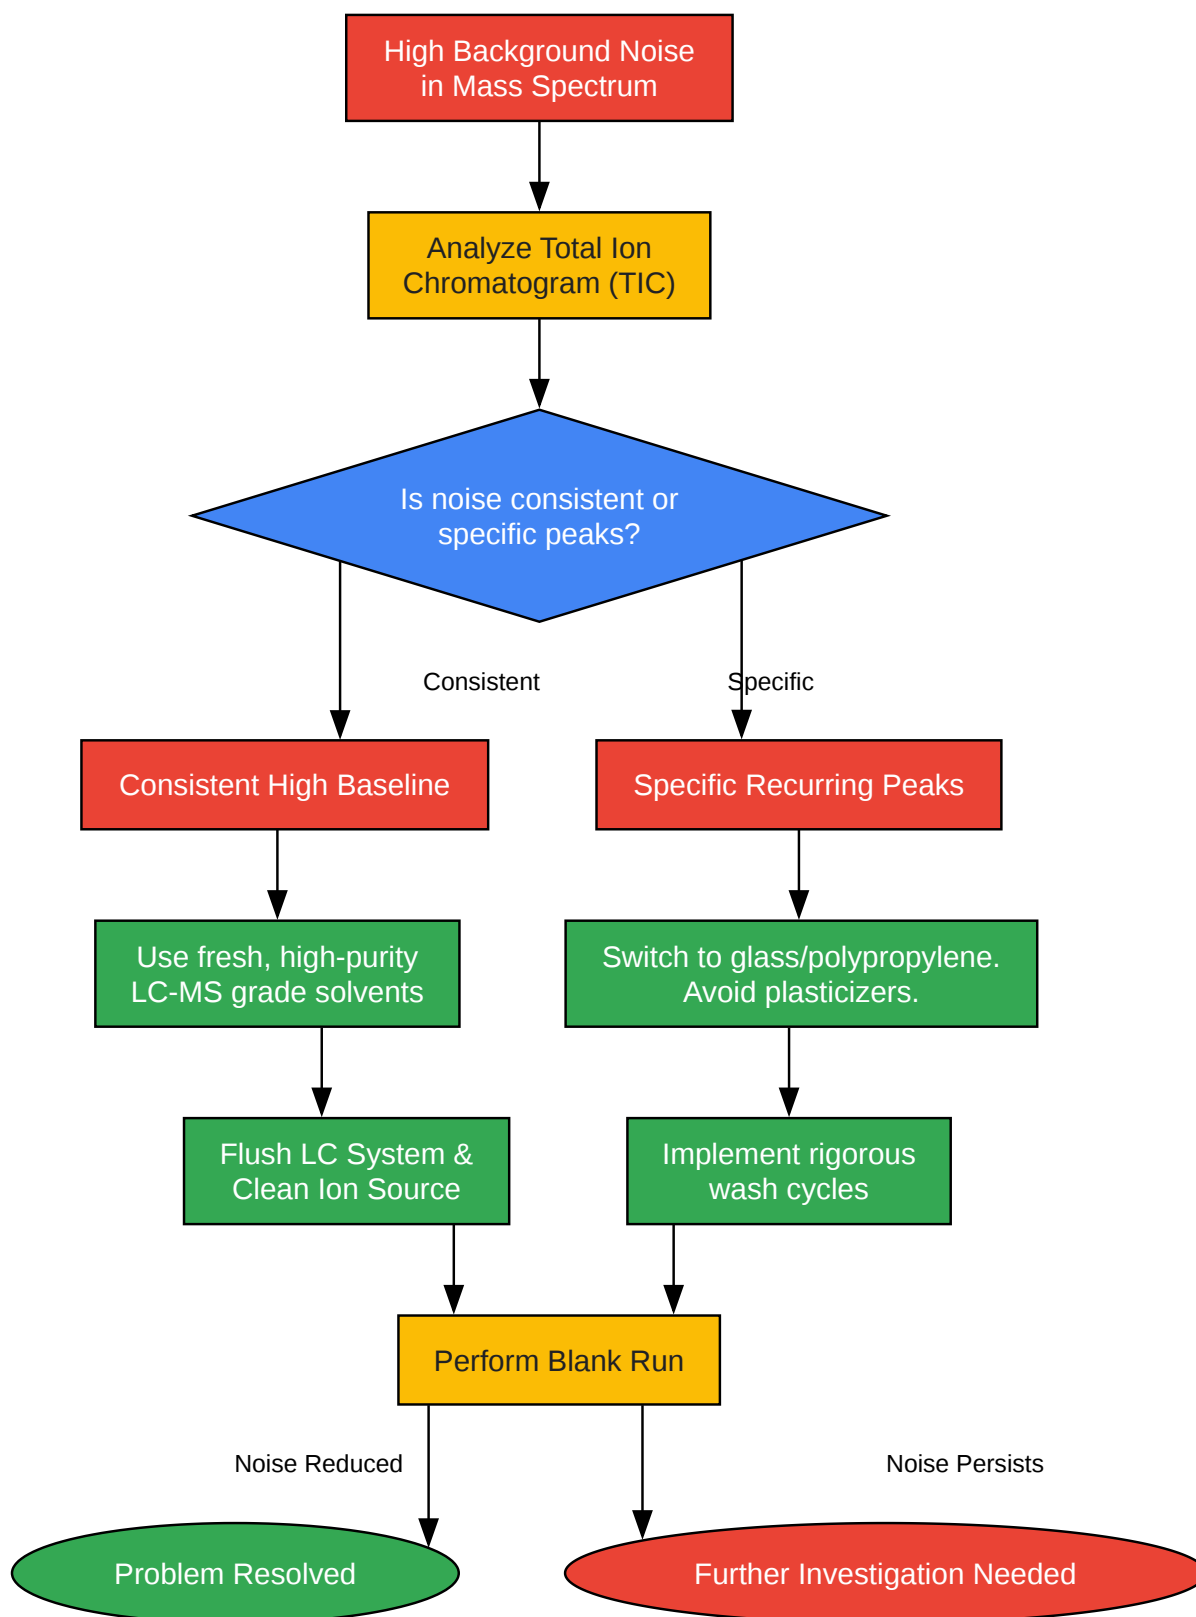 High Background Noise
in Mass Spectrum
Analyze Total Ion
Chromatogram (TIC)
Is noise consistent or
specific peaks?
Consistent
Specific
Consistent High Baseline
Specific Recurring Peaks
Use fresh, high-purity
LC-MS grade solvents
Switch to glass/polypropylene.
Avoid plasticizers.
Flush LC System &
Clean Ion Source
Implement rigorous
wash cycles
Perform Blank Run
Noise Reduced
Noise Persists
Problem Resolved
Further Investigation Needed